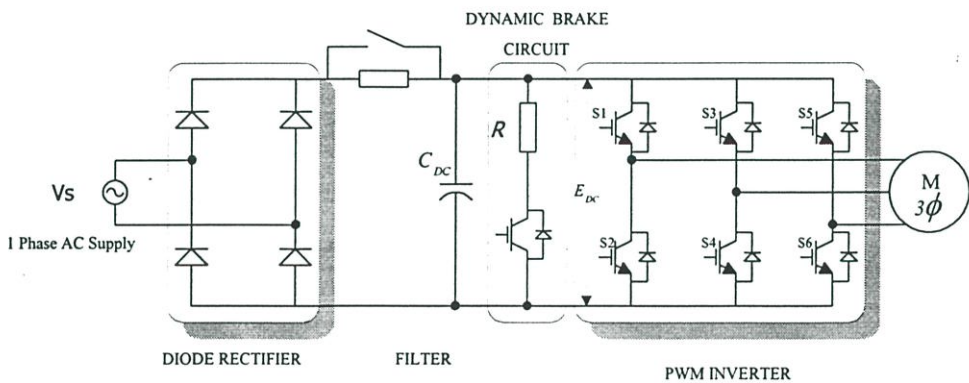 DYNAMIC BRAKE
CIRCUIT
S1
S3
S5
R
C DC
Vs
E DC
M
3ϕ
1 Phase AC Supply
S2
S4
S6
DIODE RECTIFIER
FILTER
PWM INVERTER